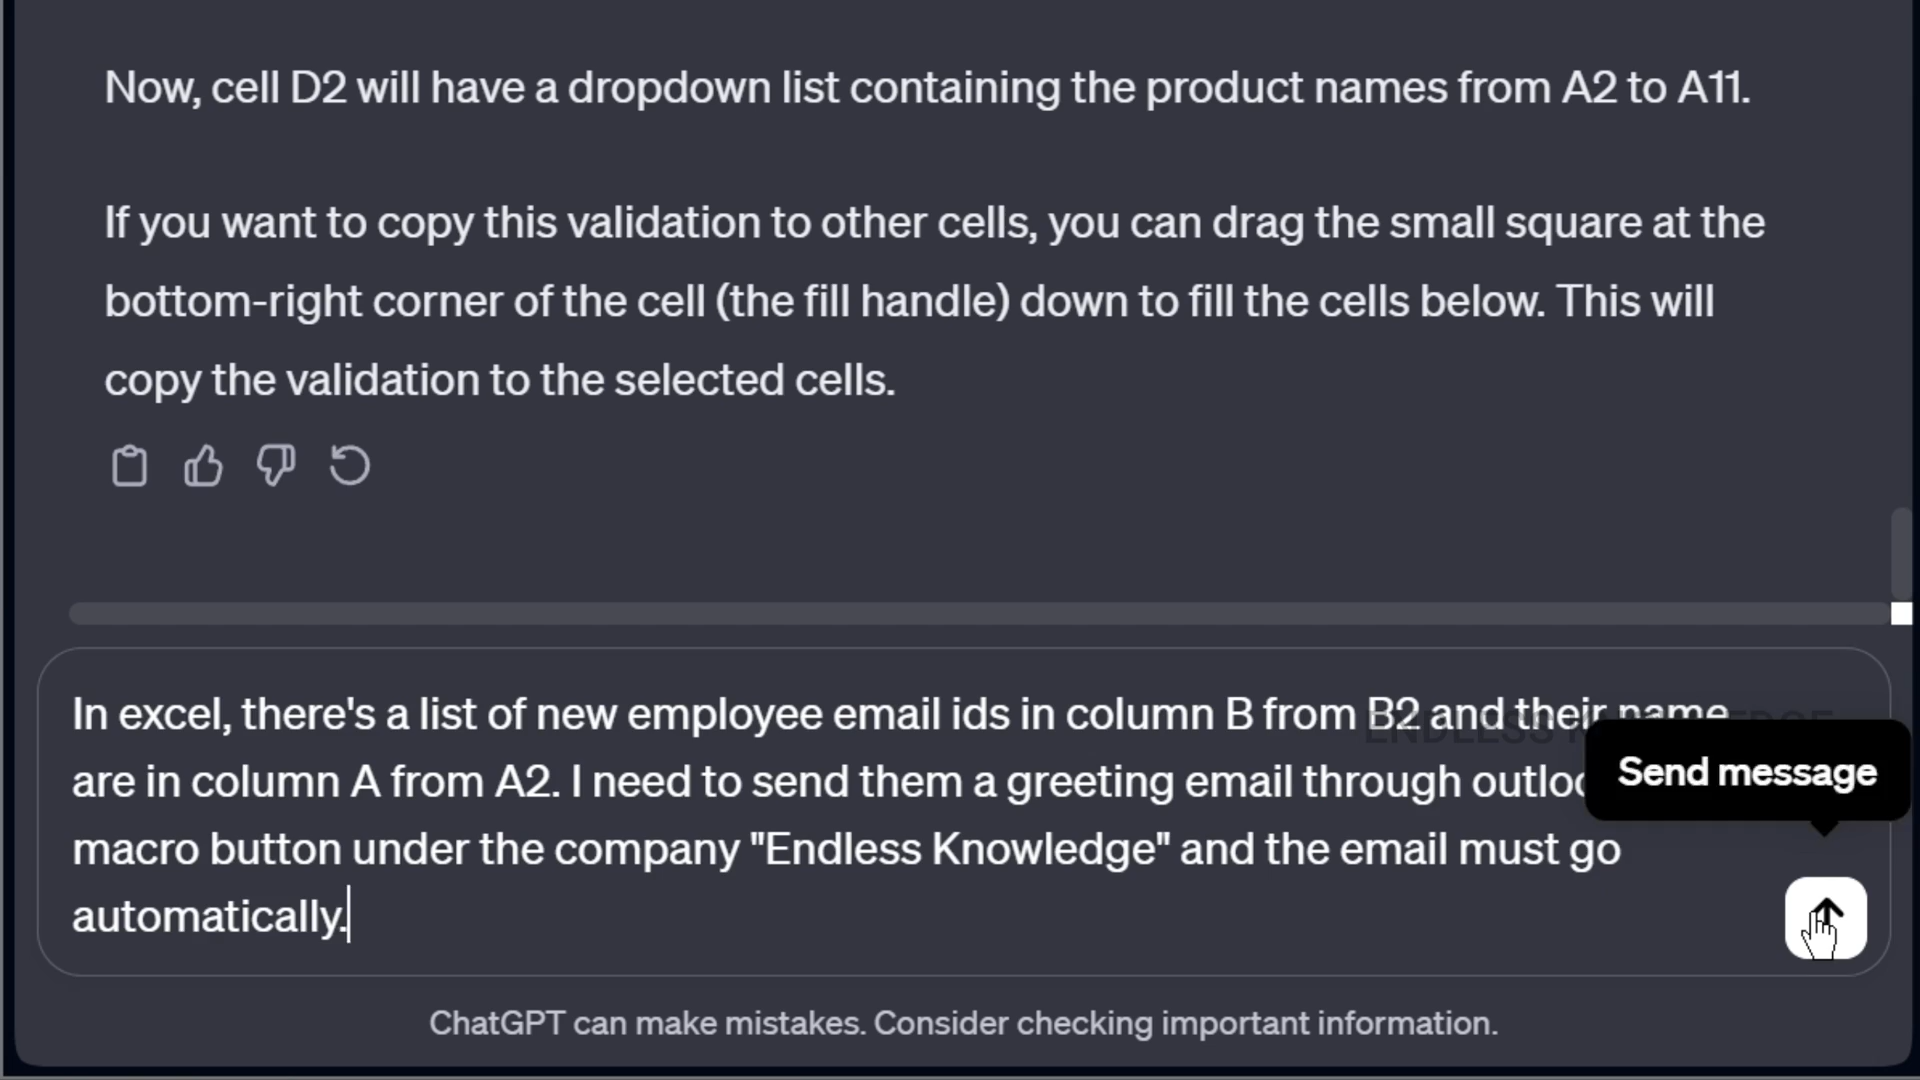 Now, cell D2 will have a dropdown list containing the product names from A2 to A11.
If you want to copy this validation to other cells, you can drag the small square at the
bottom-right corner of the cell (the fill handle) down to fill the cells below. This will
copy the validation to the selected cells.
In excel, there's a list of new employee email ids in column B from B2 and their name
ENDLESS
are in column A from A2. I need to send them a greeting email through
Send message
macro button under the company "Endless Knowledge" and the email must go
automatically.
ChatGPT can make mistakes. Consider checking important information.